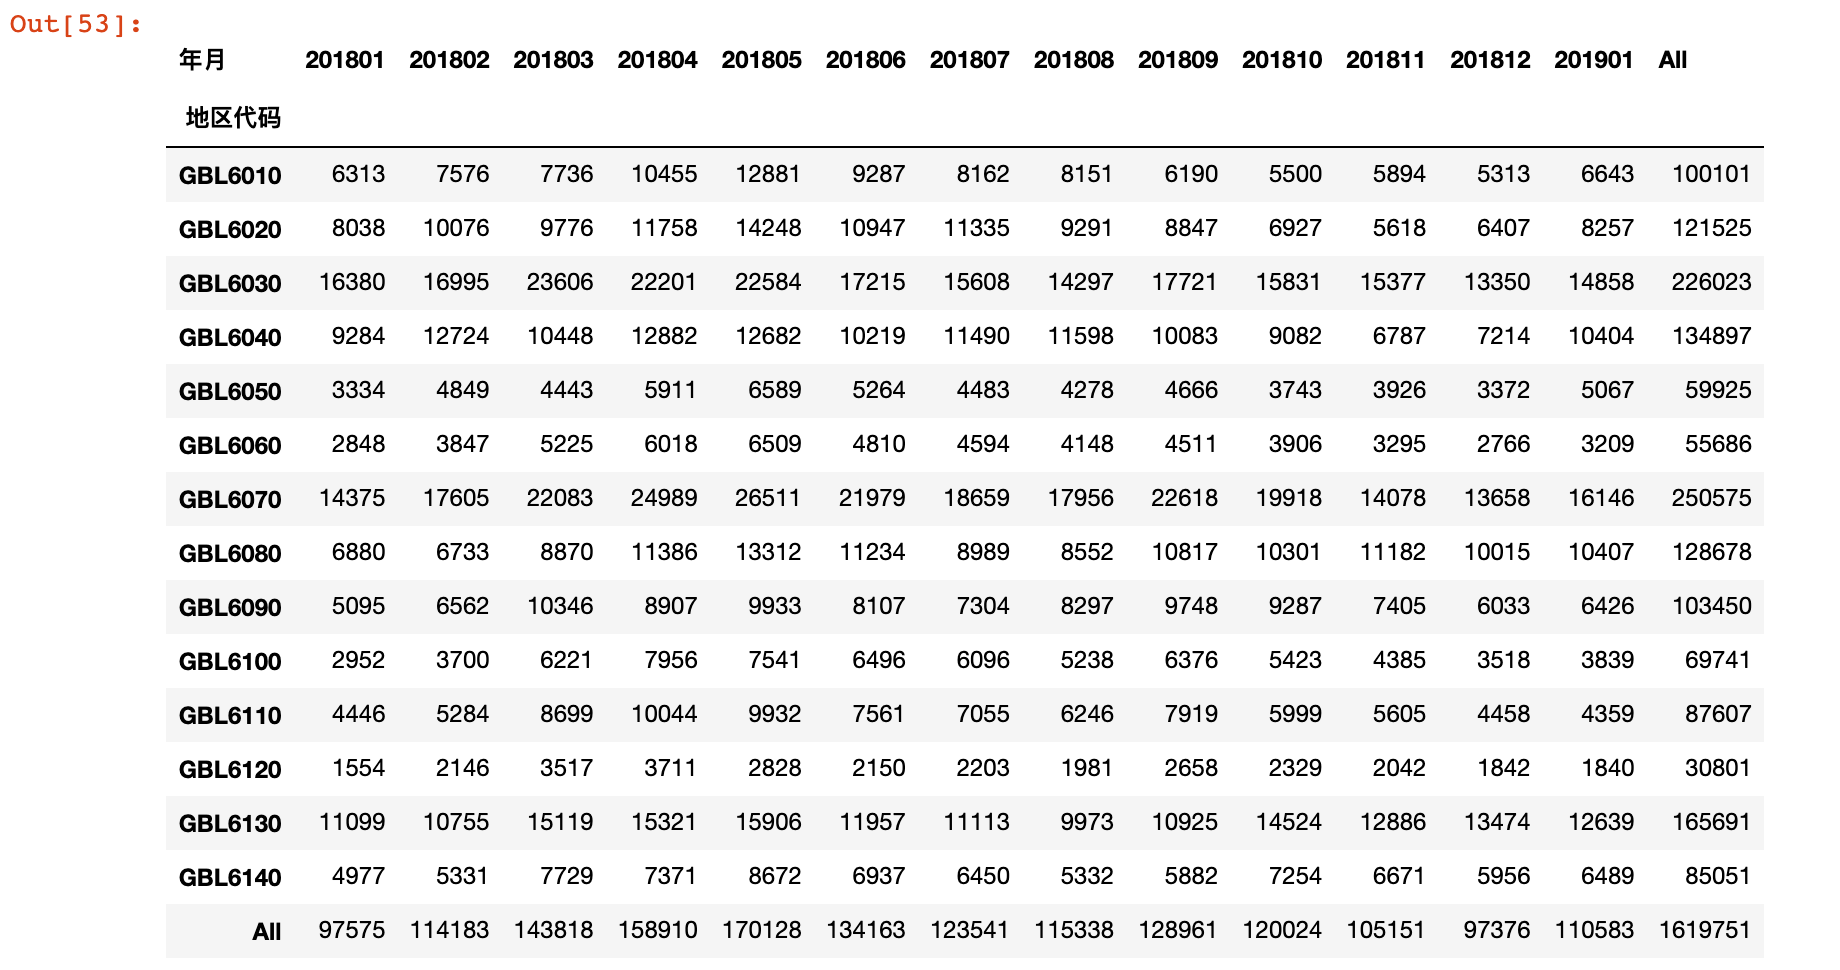 Out[53]:
年月 201801 201802 201803 201804 201805 201806 201807 201808 201809 201810 201811 201812 201901 All
地区代码
GBL6010 6313 7576 7736 10455 12881 9287 8162 8151 6190 5500 5894 5313 6643 100101
GBL6020 8038 10076 9776 11758 14248 10947 11335 9291 8847 6927 5618 6407 8257 121525
GBL6030 16380 16995 23606 22201 22584 17215 15608 14297 17721 15831 15377 13350 14858 226023
GBL6040 9284 12724 10448 12882 12682 10219 11490 11598 10083 9082 6787 7214 10404 134897
GBL6050 3334 4849 4443 5911 6589 5264 4483 4278 4666 3743 3926 3372 5067 59925
GBL6060 2848 3847 5225 6018 6509 4810 4594 4148 4511 3906 3295 2766 3209 55686
GBL6070 14375 17605 22083 24989 26511 21979 18659 17956 22618 19918 14078 13658 16146 250575
GBL6080 6880 6733 8870 11386 13312 11234 8989 8552 10817 10301 11182 10015 10407 128678
GBL6090 5095 6562 10346 8907 9933 8107 7304 8297 9748 9287 7405 6033 6426 103450
GBL6100 2952 3700 6221 7956 7541 6496 6096 5238 6376 5423 4385 3518 3839 69741
GBL6110 4446 5284 8699 10044 9932 7561 7055 6246 7919 5999 5605 4458 4359 87607
GBL6120 1554 2146 3517 3711 2828 2150 2203 1981 2658 2329 2042 1842 1840 30801
GBL6130 11099 10755 15119 15321 15906 11957 11113 9973 10925 14524 12886 13474 12639 165691
GBL6140 4977 5331 7729 7371 8672 6937 6450 5332 5882 7254 6671 5956 6489 85051
All 97575 114183 143818 158910 170128 134163 123541 115338 128961 120024 105151 97376 110583 1619751